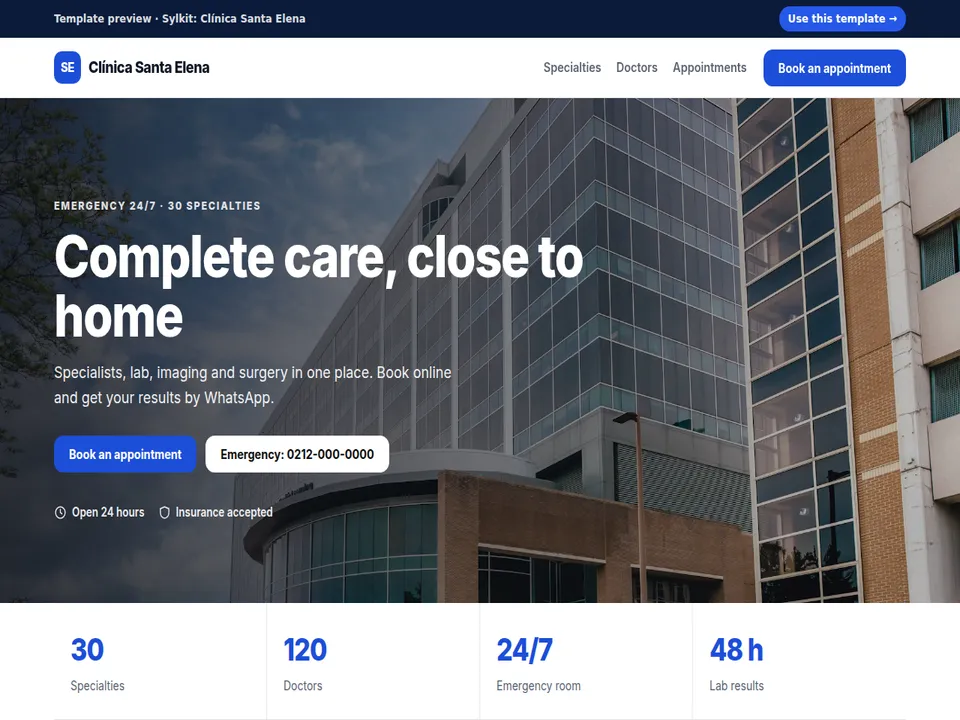 Template preview · Sylkit: Clínica Santa Elena
Use this template →
SE
Clínica Santa Elena
Specialties
Doctors
Appointments
Book an appointment
EMERGENCY 24/7 · 30 SPECIALTIES
Complete care, close to
home
Specialists, lab, imaging and surgery in one place. Book online
and get your results by WhatsApp.
Book an appointment
Emergency: 0212-000-0000
Open 24 hours
Insurance accepted
30
Specialties
120
Doctors
24/7
Emergency room
48 h
Lab results